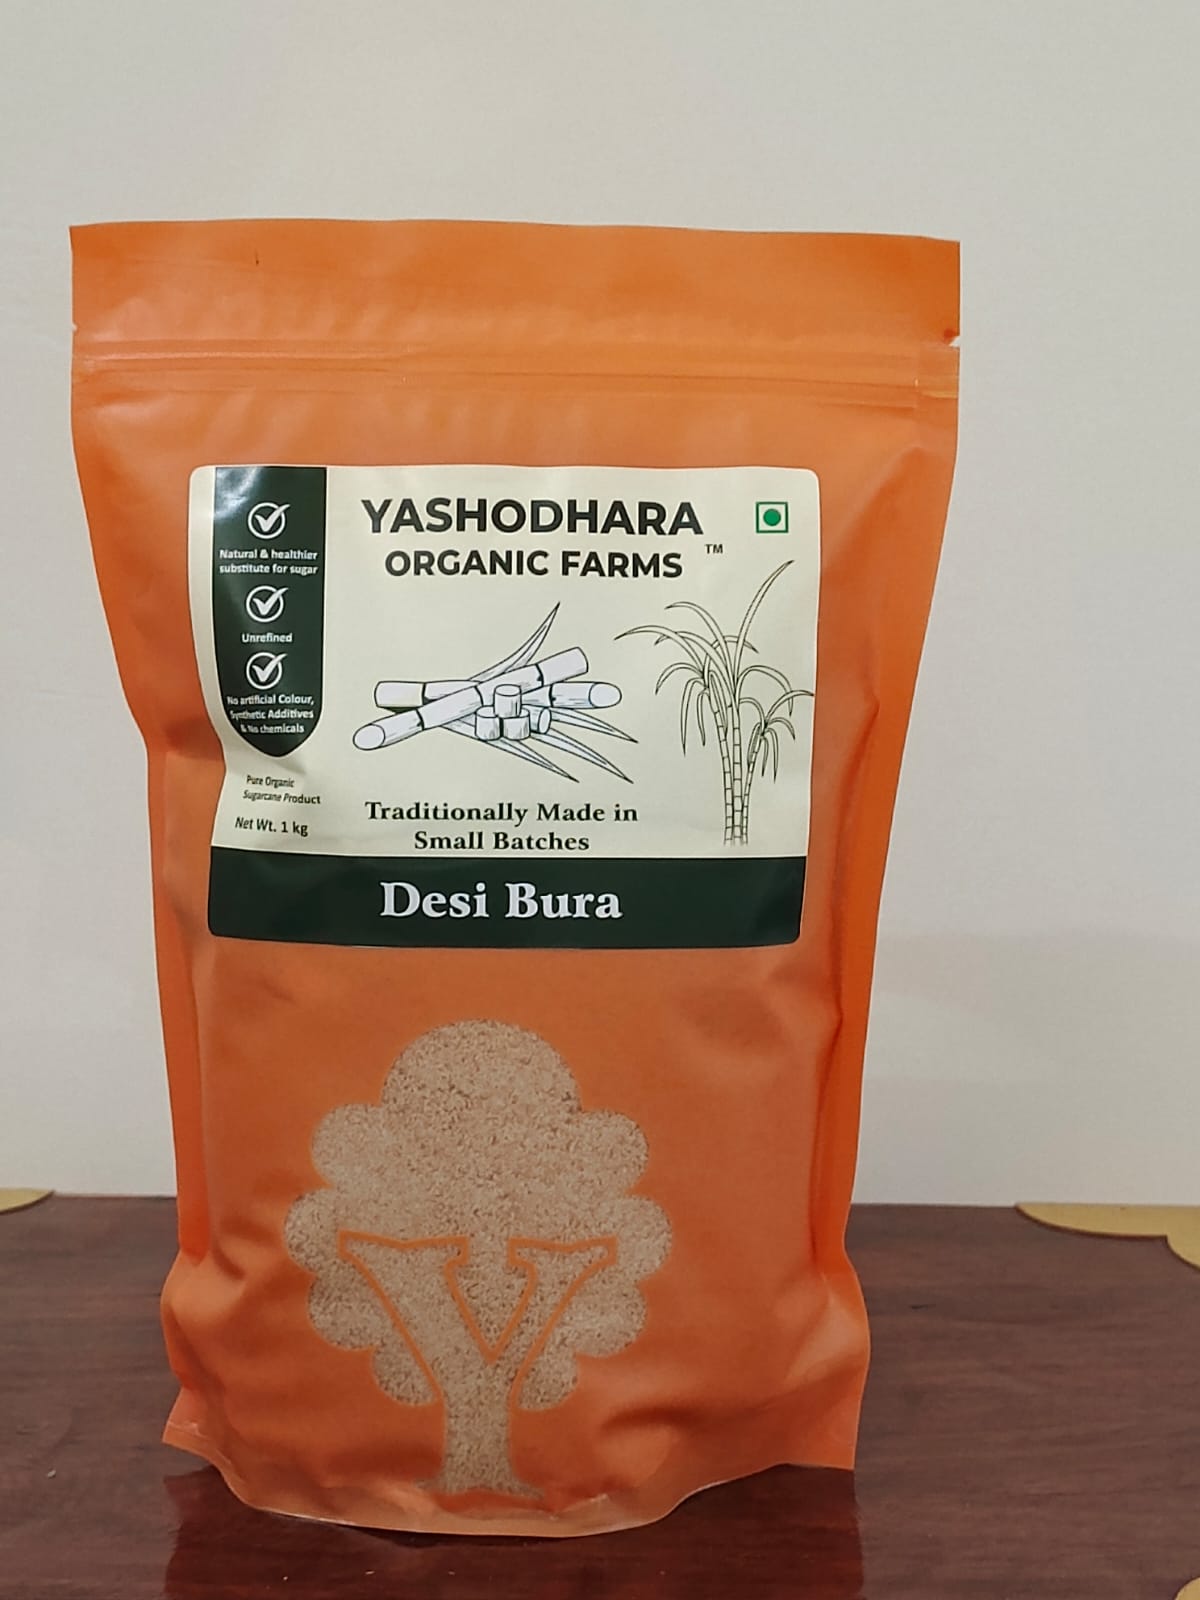 YASHODHARA
ORGANIC FARMS ™
Natural & healthier
substitute for sugar
Unrefined
No artificial Colour,
Synthetic Additives
& No chemicals
Pure Organic
Sugarcane Product
Net Wt. 1 kg
Traditionally Made in
Small Batches
Desi Bura
Y